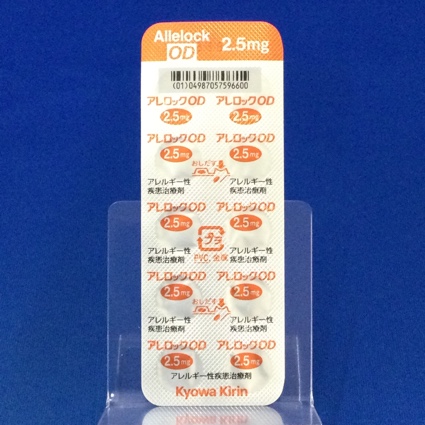 Allelock
OD 2.5mg
(01)04987057596600
アレロックOD アレロックOD
2.5mg 2.5mg
アレロックOD アレロックOD
2.5mg 2.5mg
おしだす
アレルギー性 アレルギー性
疾患治療剤 疾患治療剤
アレロックOD アレロックOD
2.5mg 2.5mg
プラ
アレルギー性 アレルギー性
疾患治療剤 疾患治療剤
PVC, 金属
アレロックOD アレロックOD
2.5mg 2.5mg
おしだす
アレルギー性 アレルギー性
疾患治療剤 疾患治療剤
アレロックOD アレロックOD
2.5mg 2.5mg
アレルギー性疾患治療剤
Kyowa Kirin